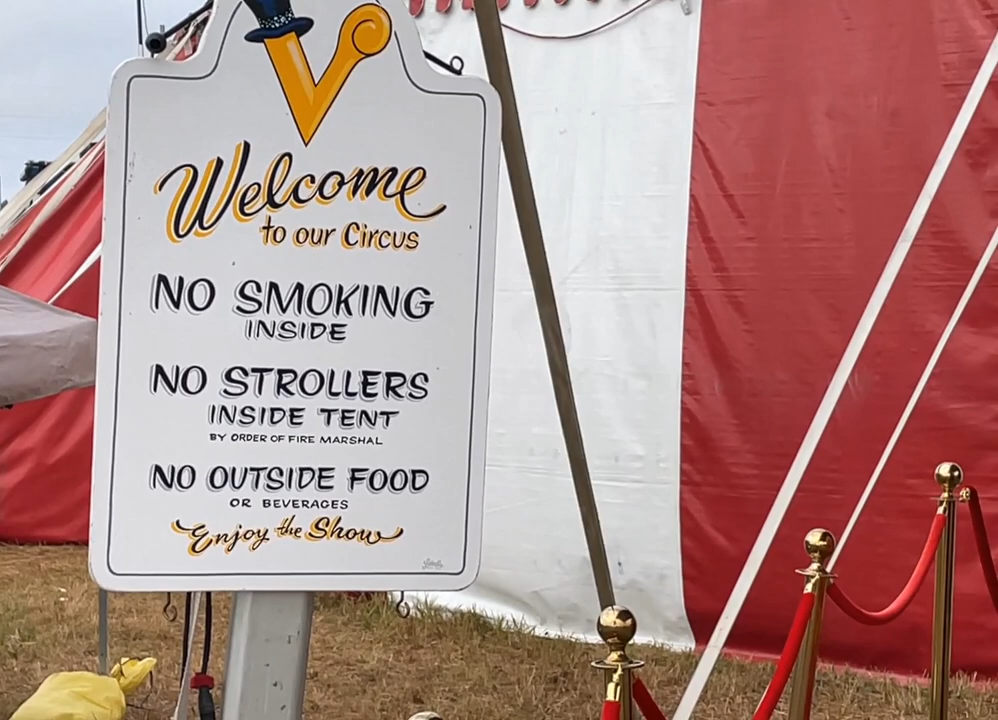 V
Welcome
to our Circus
NO SMOKING
INSIDE
NO STROLLERS
INSIDE TENT
BY ORDER OF FIRE MARSHAL
NO OUTSIDE FOOD
OR BEVERAGES
Enjoy the Show